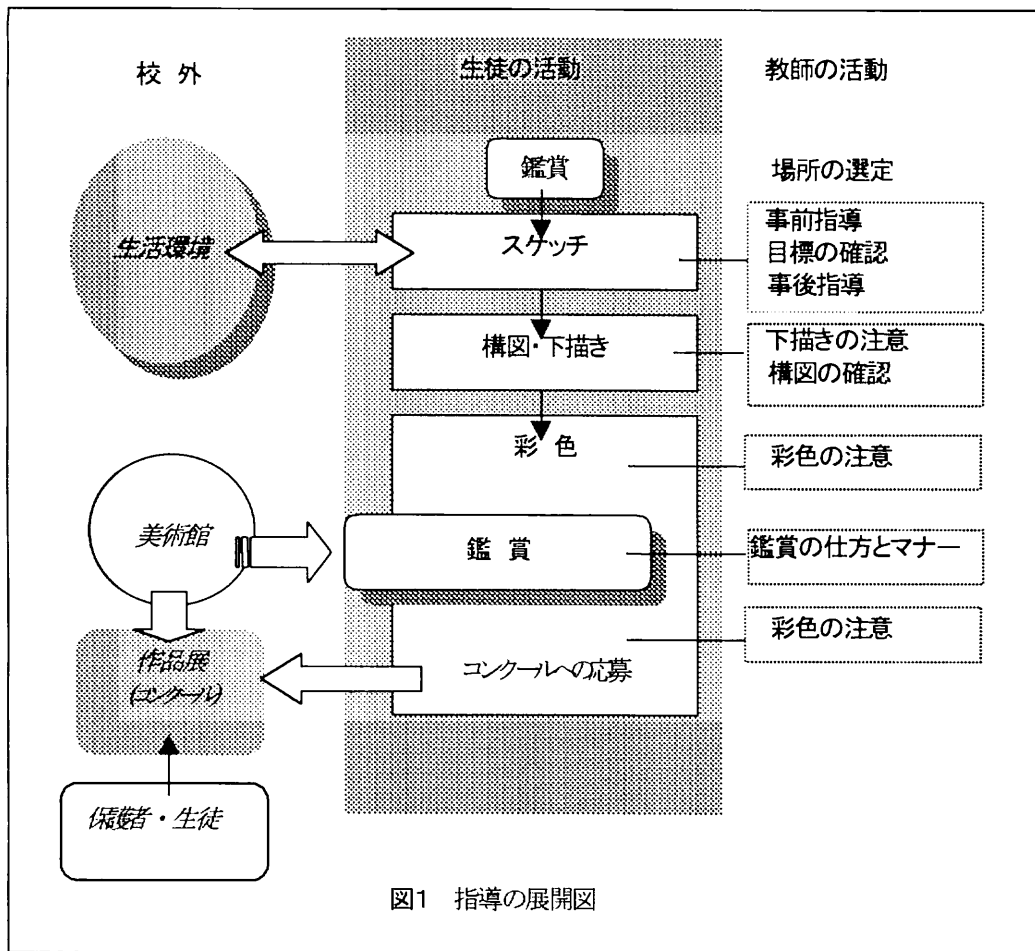 校 外
生徒の活動
教師の活動
鑑賞
場所の選定
生活環境
スケッチ
事前指導
目標の確認
事後指導
構図・下描き
下描きの注意
構図の確認
彩 色
彩色の注意
美術館
鑑 賞
鑑賞の仕方とマナー
作品展
(コンクール)
コンクールへの応募
彩色の注意
保護者・生徒
図1 指導の展開図